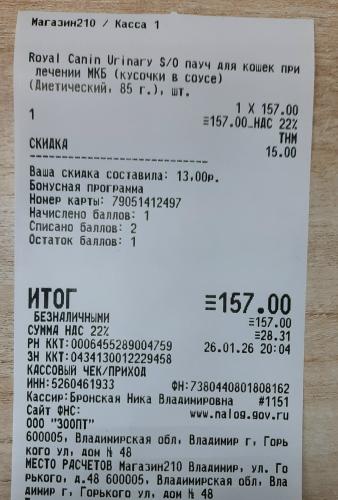 Магазин210 / Касса 1
Royal Canin Urinary S/O пауч для кошек при
лечении МКБ (кусочки в соусе)
(Диетический, 85 г.), шт.
1 X 157.00
1 ≡157.00_НДС 22%
ТНМ
СКИДКА 15.00
Ваша скидка составила: 13,00р.
Бонусная программа
Номер карты: 79051412497
Начислено баллов: 1
Списано баллов: 2
Остаток баллов: 1
ИТОГ ≡157.00
БЕЗНАЛИЧНЫМИ ≡157.00
СУММА НДС 22% ≡28.31
РН ККТ:0006455289004759 26.01.26 20:04
ЗН ККТ:0434130012229458
КАССОВЫЙ ЧЕК/ПРИХОД
ИНН:5260461933 ФН:7380440801808162
Кассир:Бронская Ника Владимировна #1151
Сайт ФНС: www.nalog.gov.ru
ООО "ЗООПТ"
600005, Владимирская обл, Владимир г, Горь
кого ул, дом № 48
МЕСТО РАСЧЕТОВ Магазин210 Владимир, ул. Го
рького, д.48 600005, Владимирская обл, Вла
димир г, Горького ул, дом № 48